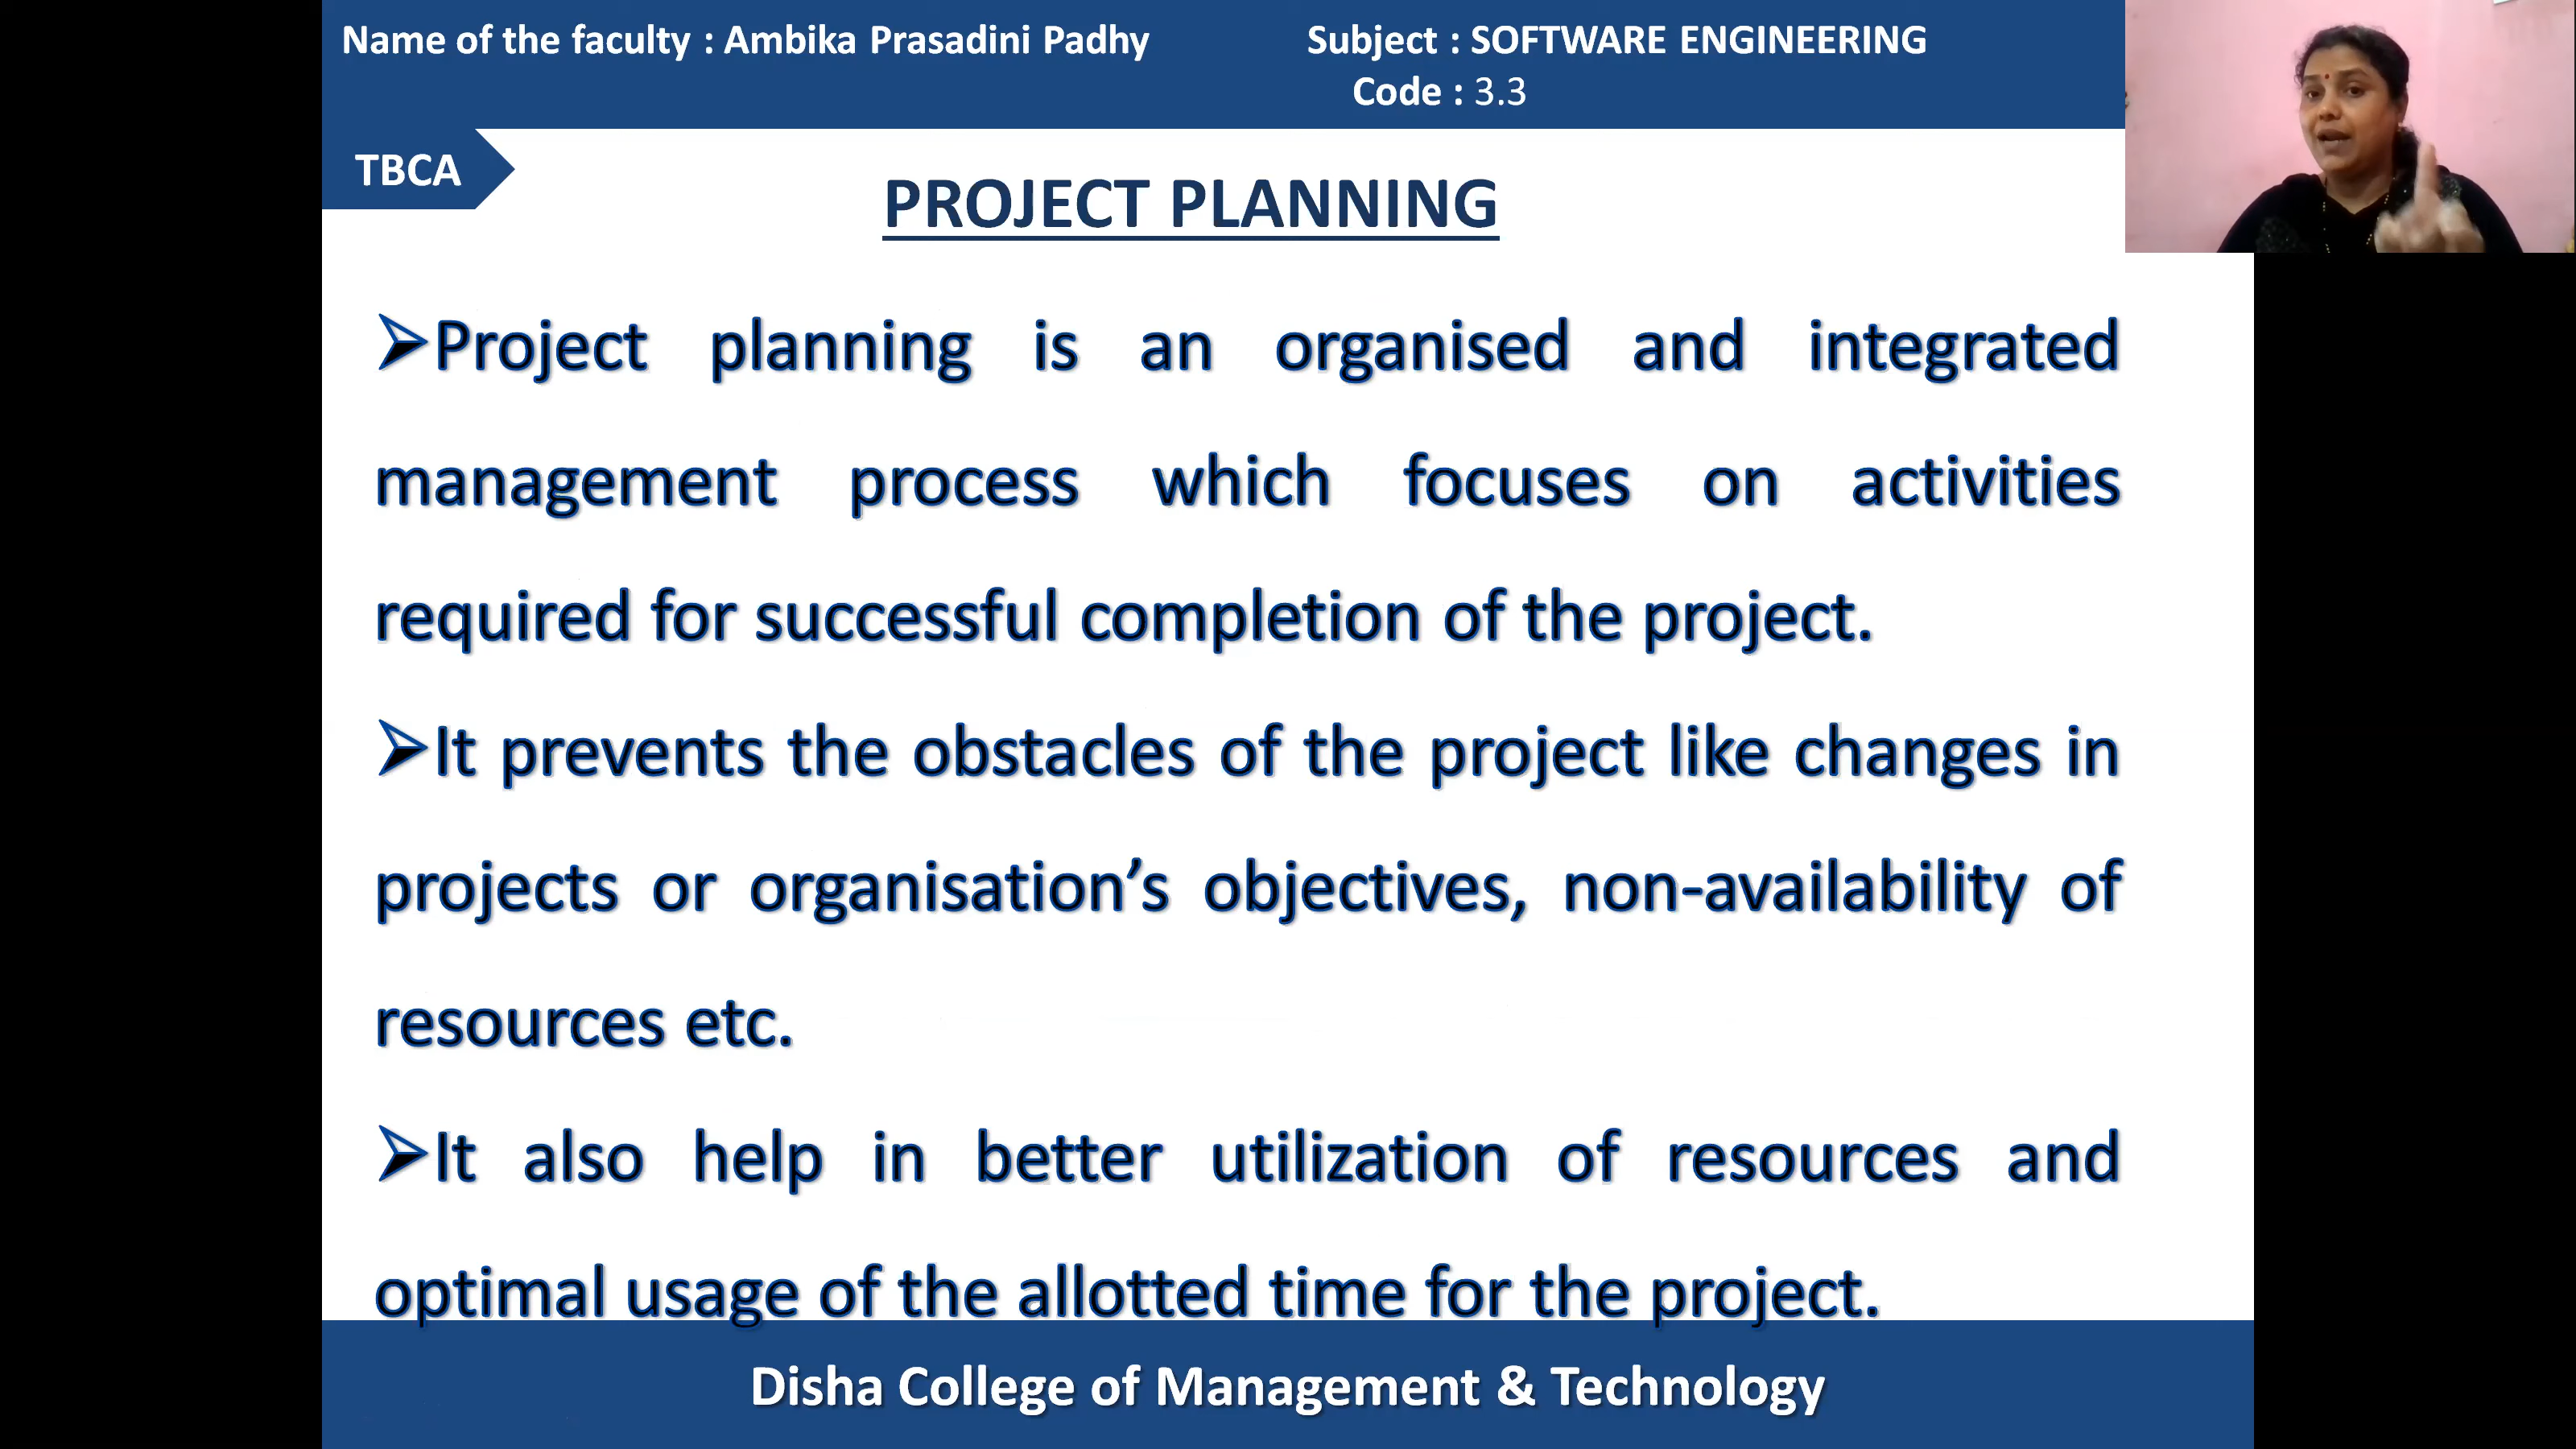 Name of the faculty : Ambika Prasadini Padhy
Subject : SOFTWARE ENGINEERING
Code : 3.3
TBCA
PROJECT PLANNING
➢Project planning is an organised and integrated
management process which focuses on activities
required for successful completion of the project.
➢It prevents the obstacles of the project like changes in
projects or organisation’s objectives, non-availability of
resources etc.
➢It also help in better utilization of resources and
optimal usage of the allotted time for the project.
Disha College of Management & Technology